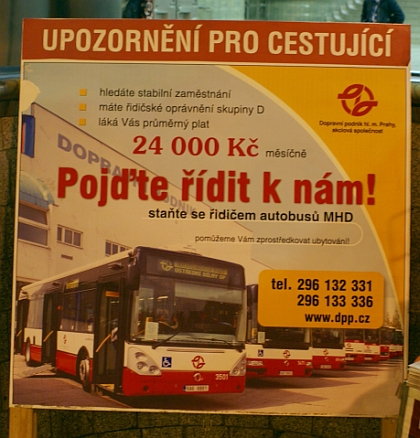 UPOZORNĚNÍ PRO CESTUJÍCÍ
hledáte stabilní zaměstnání
máte řidičské oprávnění skupiny D
láká Vás průměrný plat
24 000 Kč měsíčně
Dopravní podnik hl. m. Prahy,
akciová společnost
Pojďte řídit k nám!
staňte se řidičem autobusů MHD
pomůžeme Vám zprostředkovat ubytování!
tel. 296 132 331
296 133 336
www.dpp.cz
3503